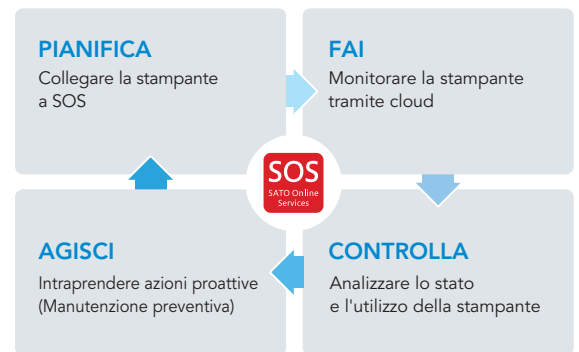 PIANIFICA
Collegare la stampante
a SOS
FAI
Monitorare la stampante
tramite cloud
SOS
SATO Online
Services
AGISCI
Intraprendere azioni proattive
(Manutenzione preventiva)
CONTROLLA
Analizzare lo stato
e l'utilizzo della stampante